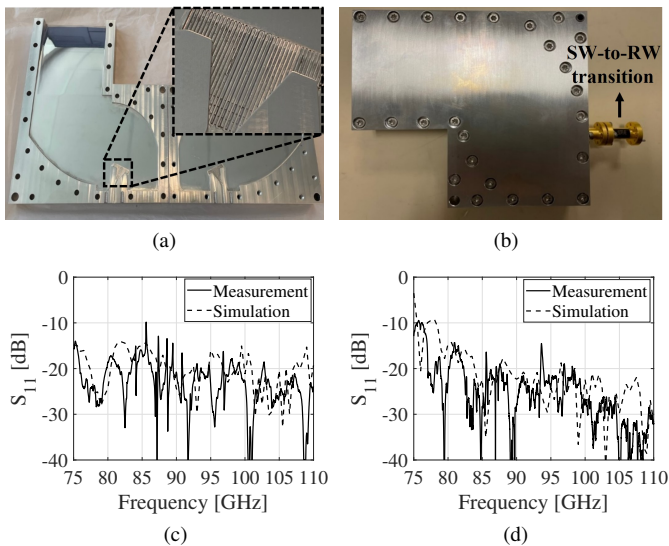 SW-to-RW
transition
(a)
(b)
0
-10
-20
-30
-40
S11 [dB]
Measurement
Simulation
75 80 85 90 95 100 105 110
Frequency [GHz]
(c)
0
-10
-20
-30
-40
S11 [dB]
Measurement
Simulation
75 80 85 90 95 100 105 110
Frequency [GHz]
(d)